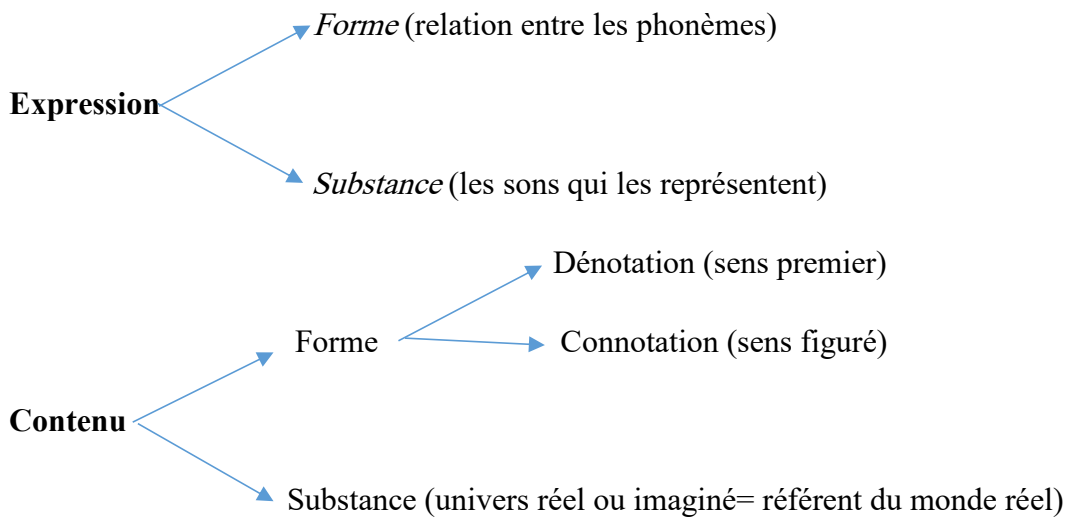 Forme (relation entre les phonèmes)
Expression
Substance (les sons qui les représentent)
Dénotation (sens premier)
Forme
Connotation (sens figuré)
Contenu
Substance (univers réel ou imaginé= référent du monde réel)